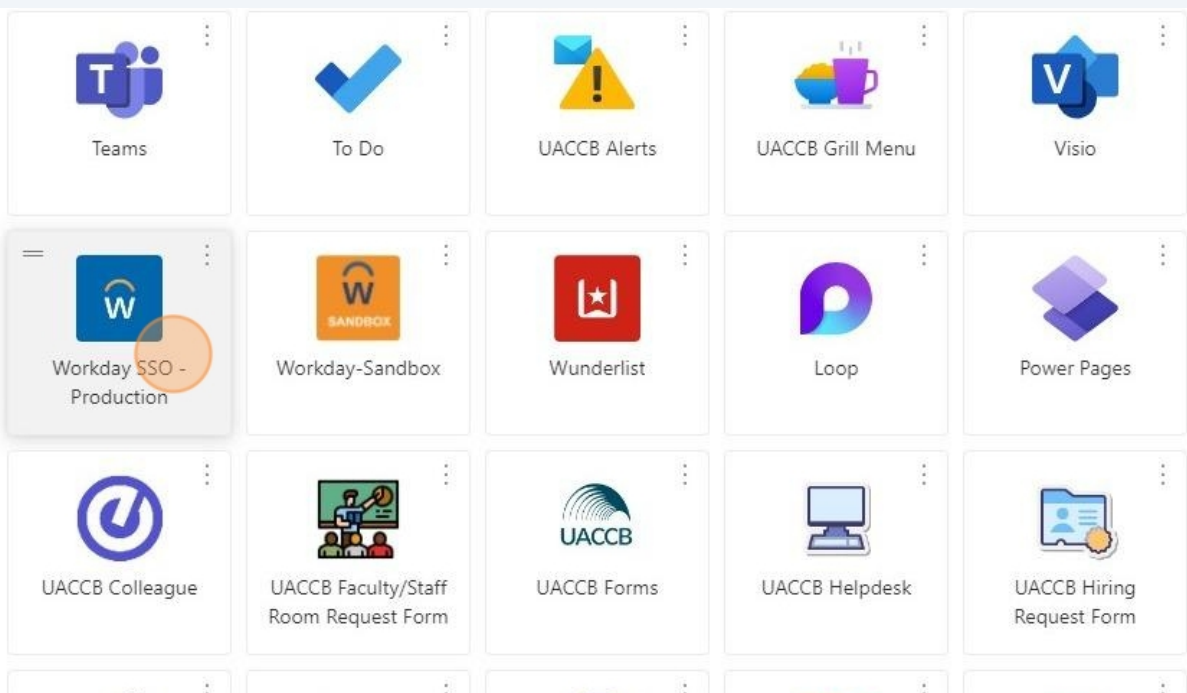 T
V
Teams
To Do
UACCB Alerts
UACCB Grill Menu
Visio
W
W
SANDBOX
Workday SSO -
Production
Workday-Sandbox
Wunderlist
Loop
Power Pages
UACCB
UACCB Colleague
UACCB Faculty/Staff
Room Request Form
UACCB Forms
UACCB Helpdesk
UACCB Hiring
Request Form